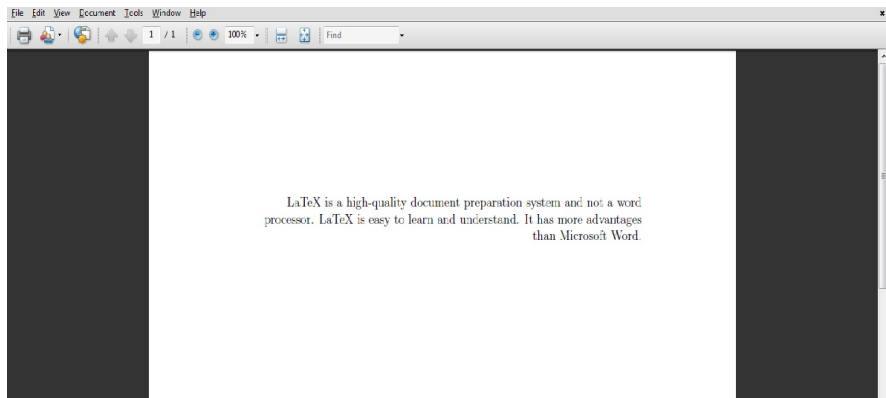 File Edit View Document Tools Window Help x
1 / 1 100% Find
LaTeX is a high-quality document preparation system and not a word
processor. LaTeX is easy to learn and understand. It has more advantages
than Microsoft Word.